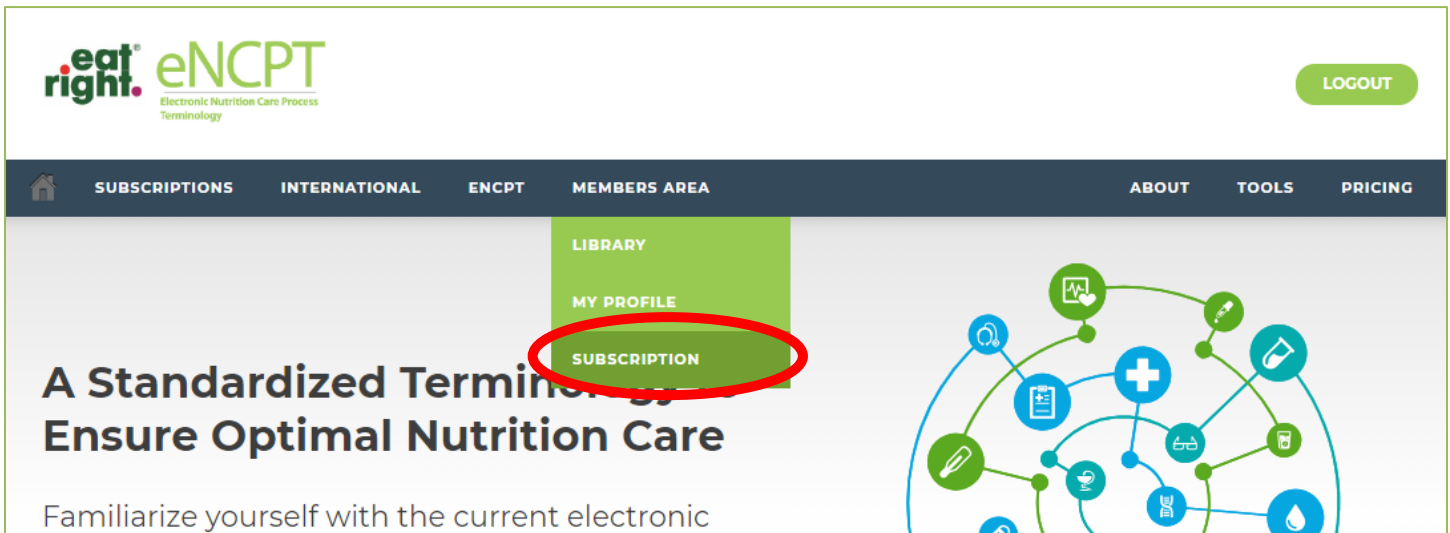 eat
right.
eNCPT
Electronic Nutrition Care Process
Terminology
LOGOUT
SUBSCRIPTIONS INTERNATIONAL ENCPT MEMBERS AREA ABOUT TOOLS PRICING
LIBRARY
MY PROFILE
SUBSCRIPTION
A Standardized
Ensure Optimal Nutrition Care
Familiarize yourself with the current electronic